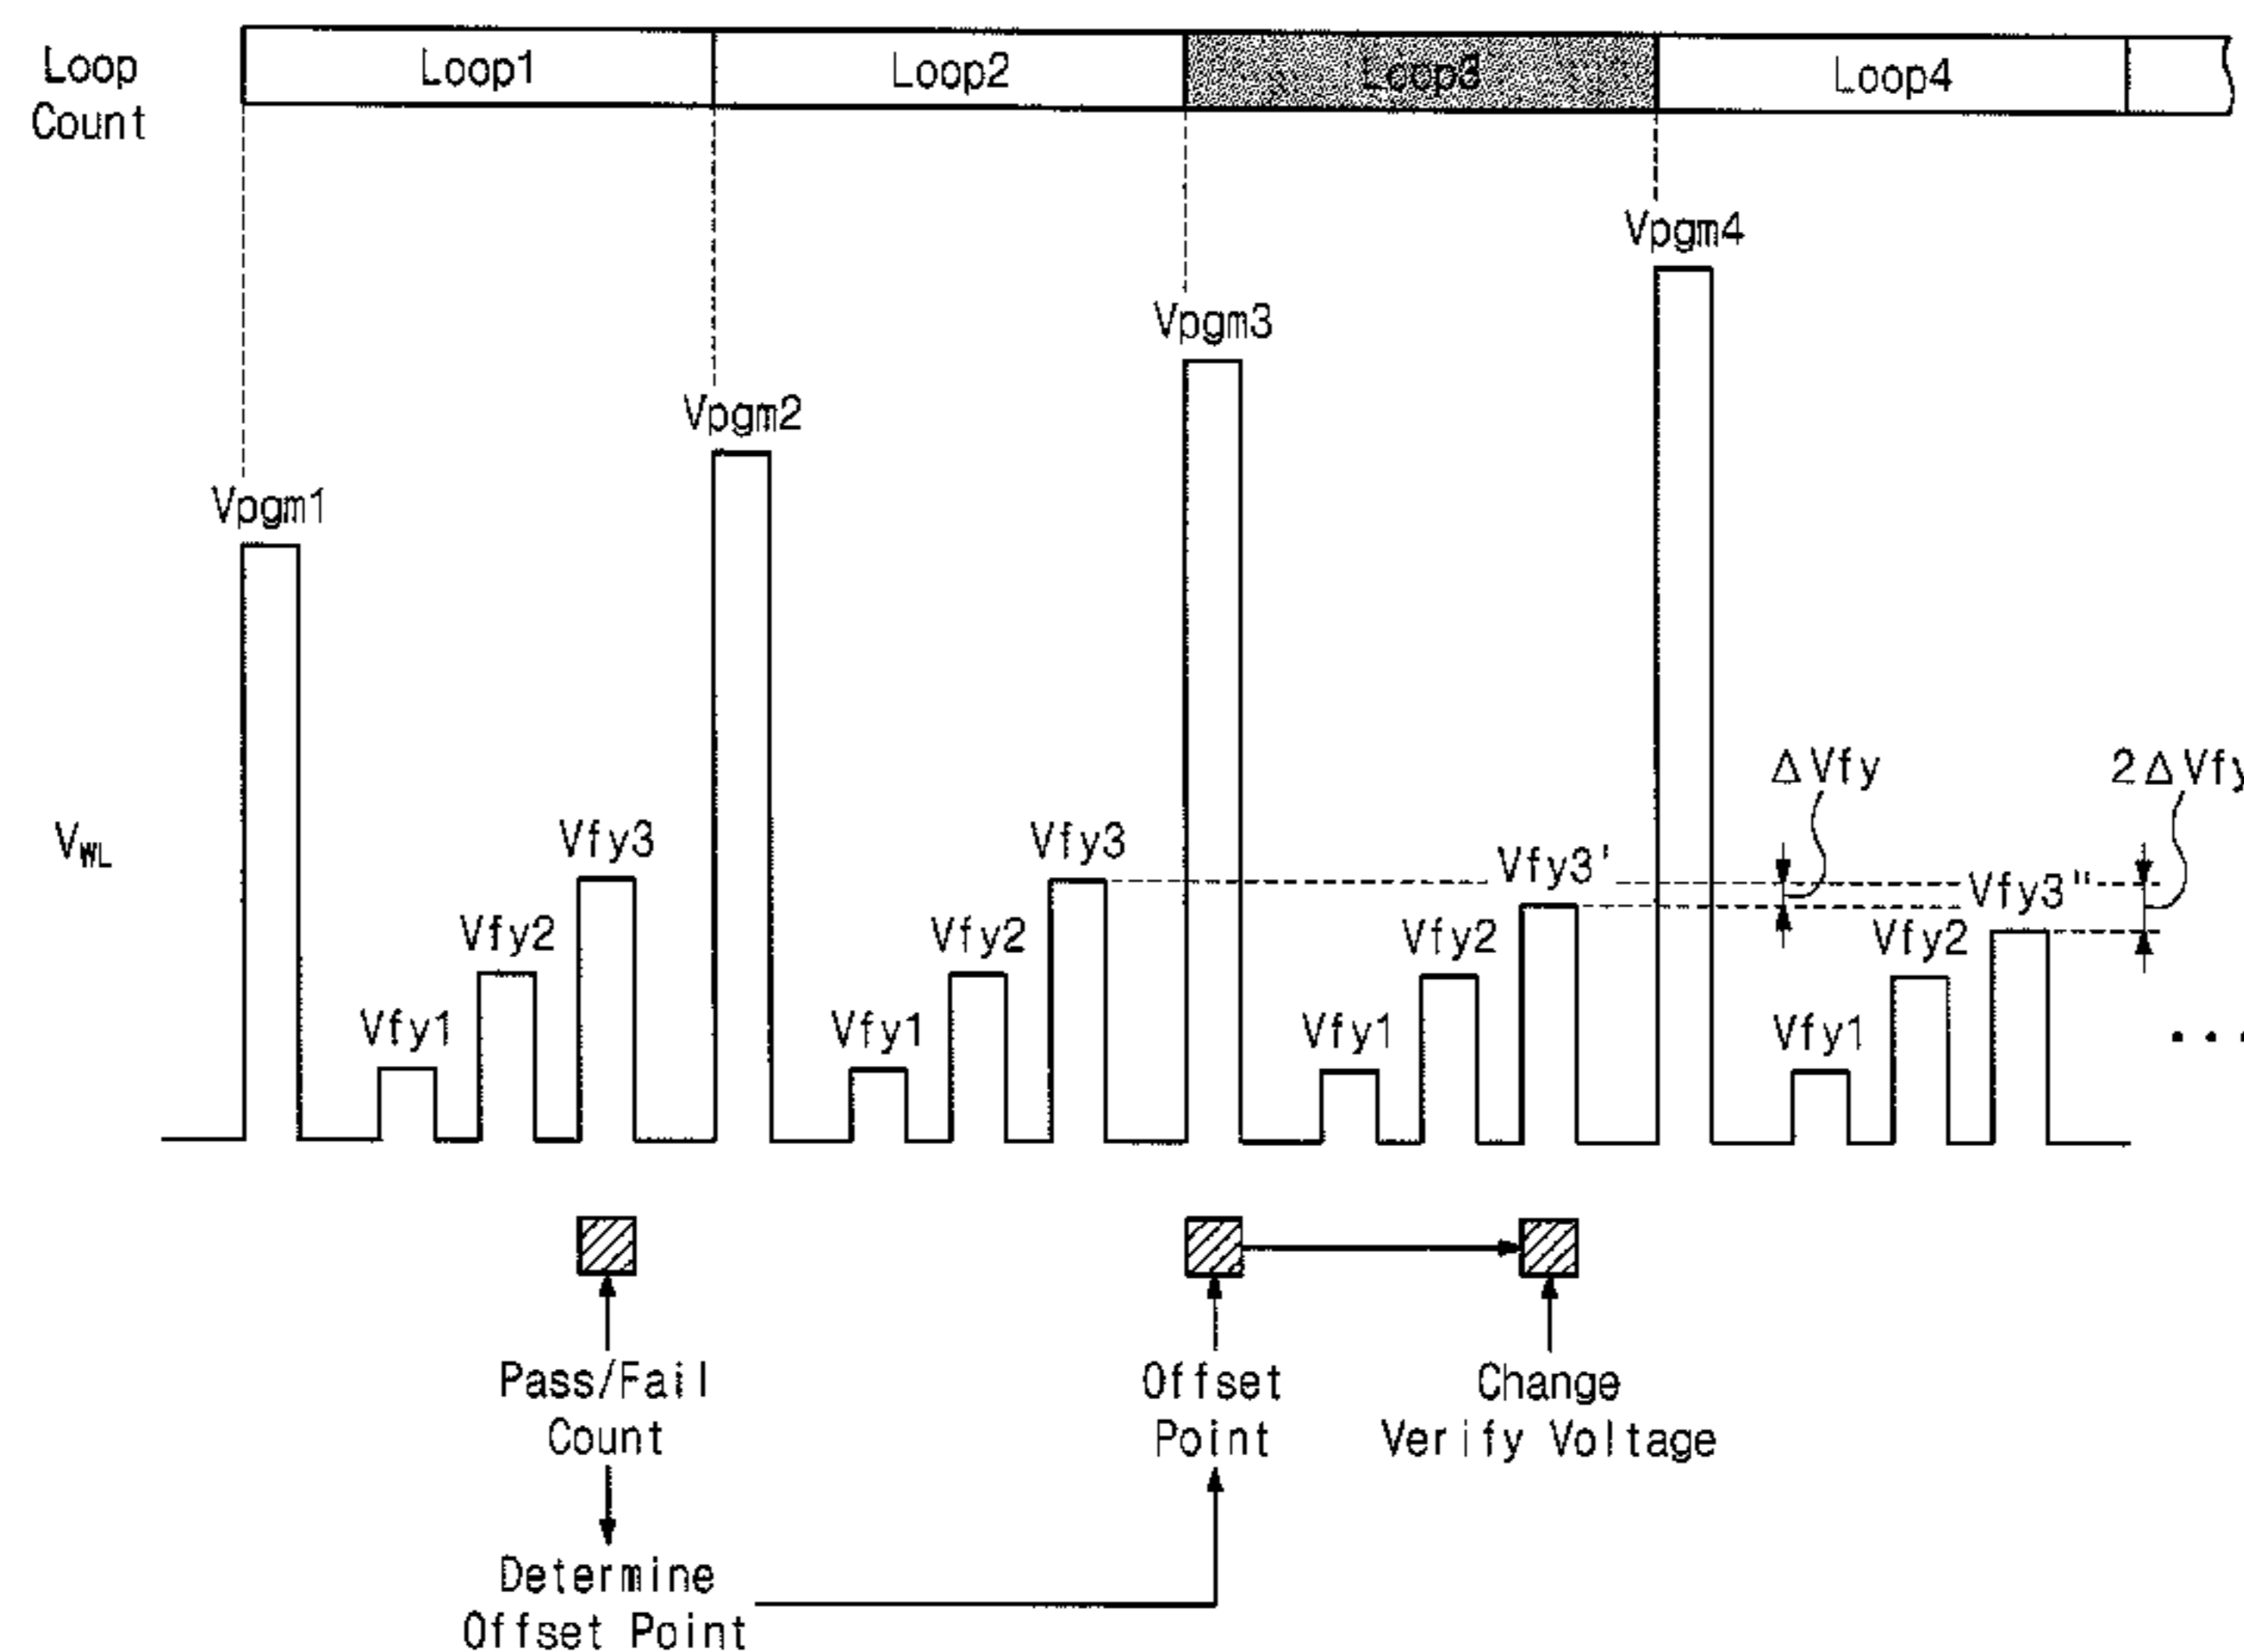 Loop
Count
Loop1
Loop2
Loop3
Loop4
Vpgm4
Vpgm3
Vpgm2
Vpgm1
ΔVfy
2ΔVfy
VWL
Vfy3
Vfy3
Vfy3'
Vfy3"
Vfy2
Vfy2
Vfy2
Vfy2
Vfy1
Vfy1
Vfy1
Vfy1
...
Pass/Fail
Count
Offset
Point
Change
Verify Voltage
Determine
Offset Point